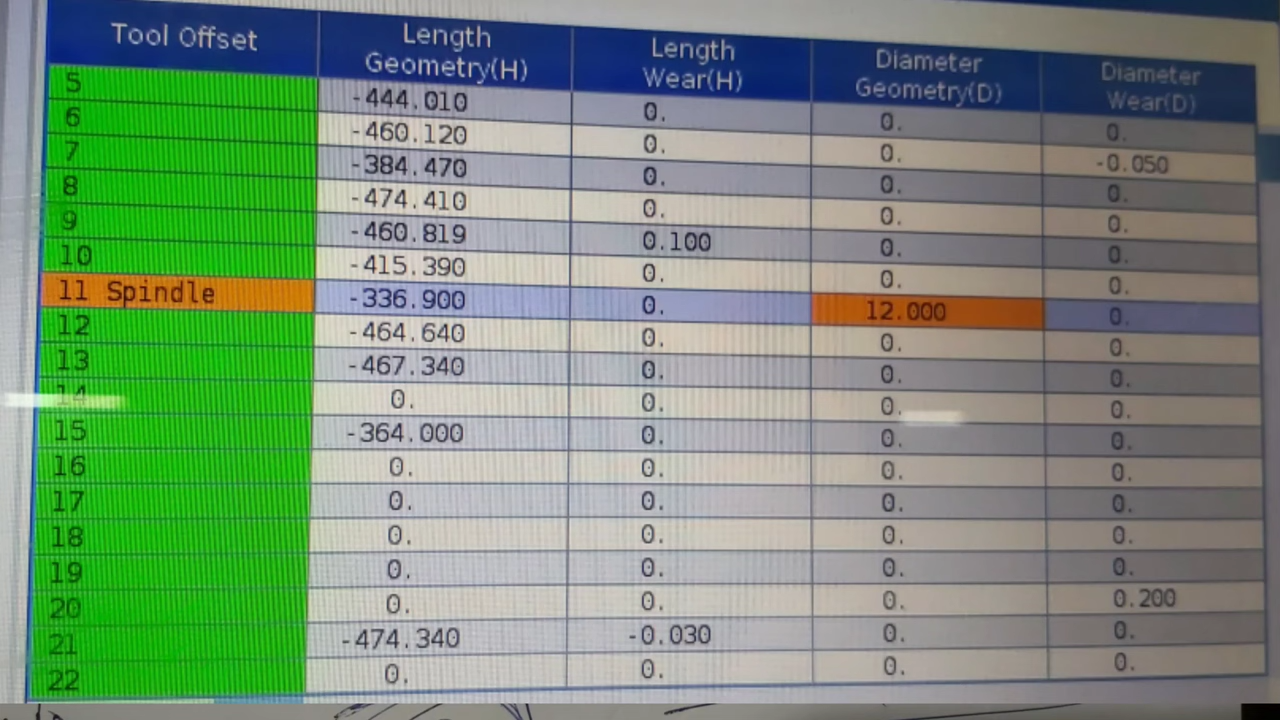 Tool Offset Length Geometry(H) Length Wear(H) Diameter Geometry(D) Diameter Wear(D)
5 -444.010 0. 0. 0.
6 -460.120 0. 0. -0.050
7 -384.470 0. 0. 0.
8 -474.410 0. 0. 0.
9 -460.819 0.100 0. 0.
10 -415.390 0. 0. 0.
11 Spindle -336.900 0. 12.000 0.
12 -464.640 0. 0. 0.
13 -467.340 0. 0. 0.
14 0. 0. 0. 0.
15 -364.000 0. 0. 0.
16 0. 0. 0. 0.
17 0. 0. 0. 0.
18 0. 0. 0. 0.
19 0. 0. 0. 0.
20 0. 0. 0. 0.200
21 -474.340 -0.030 0. 0.
22 0. 0. 0. 0.